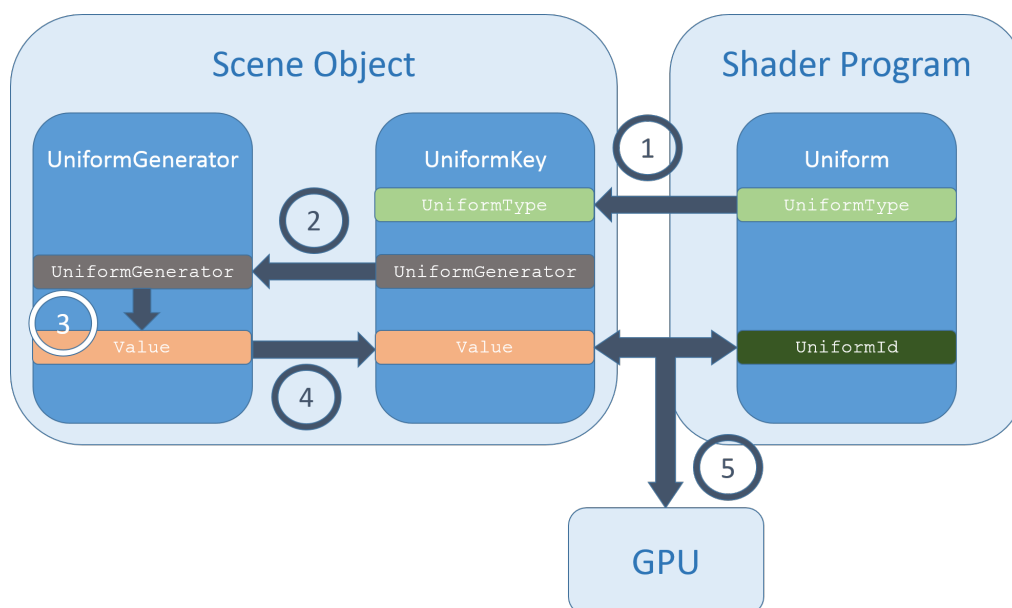 Scene Object
Shader Program
UniformGenerator
UniformKey
1
Uniform
UniformType
UniformType
2
UniformGenerator
UniformGenerator
3
Value
Value
UniformId
4
5
GPU